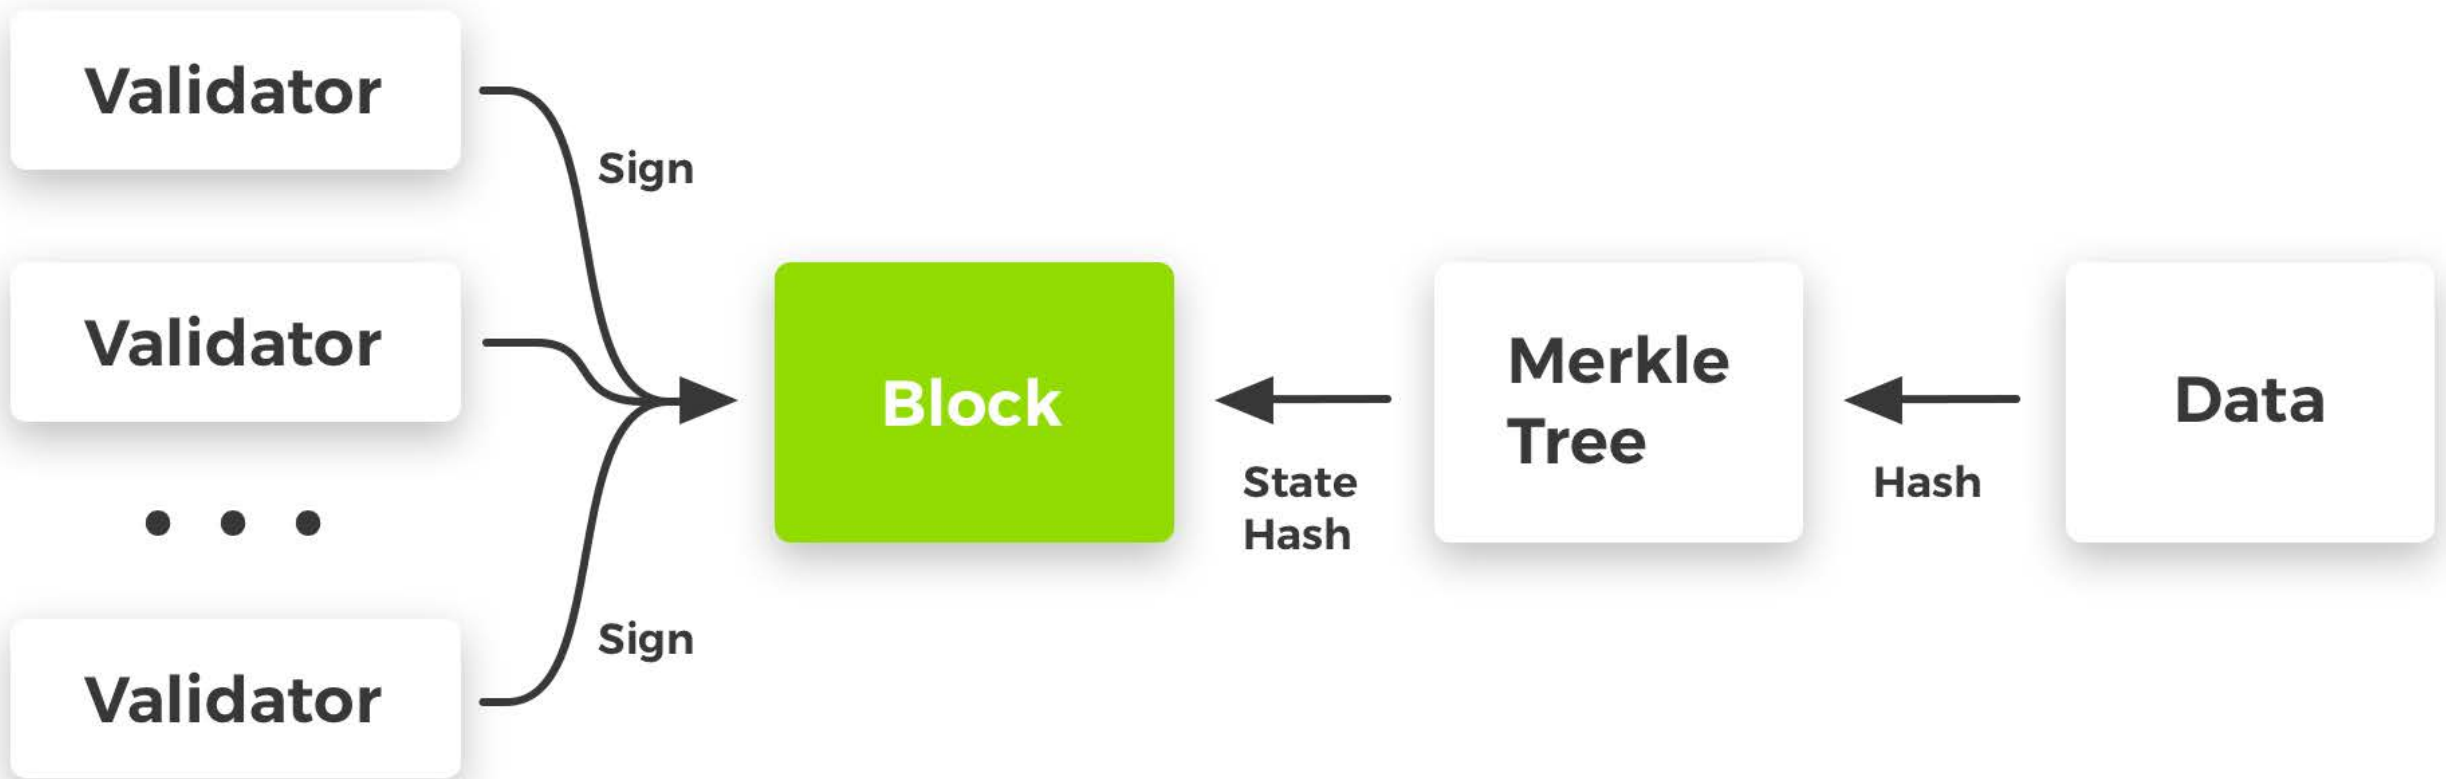 Validator
Sign
Validator
Block
Merkle
Tree
Data
State
Hash
Hash
• • •
Sign
Validator